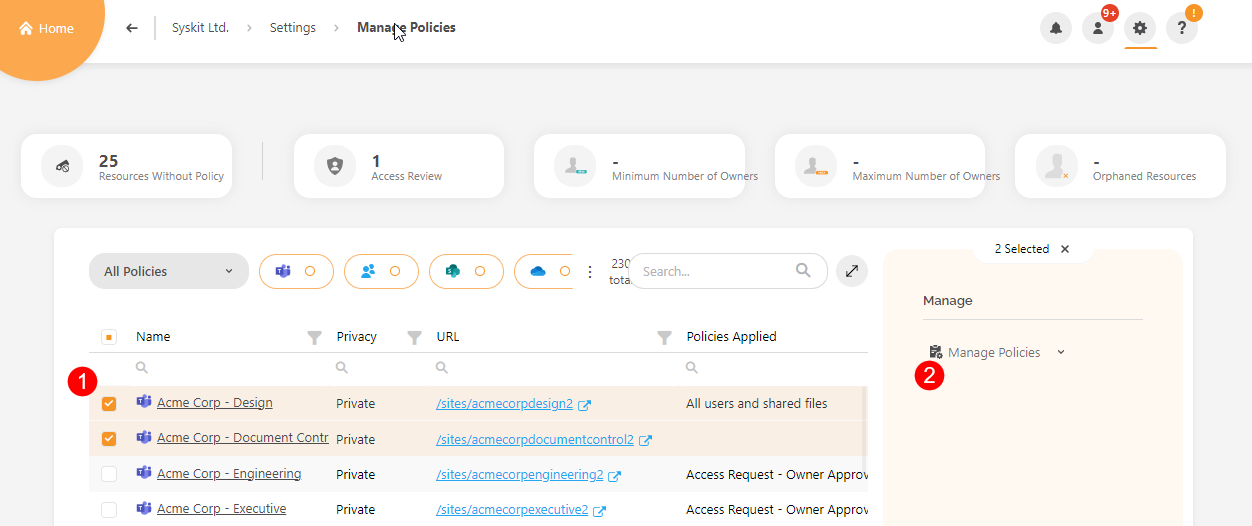 Home
Syskit Ltd. > Settings > Manage Policies
9+
!
?
25
Resources Without Policy
1
Access Review
-
Minimum Number of Owners
-
Maximum Number of Owners
-
Orphaned Resources
All Policies
230
total
Search...
2 Selected
Manage
Manage Policies
2
Name Privacy URL Policies Applied
1
Acme Corp - Design Private /sites/acmecorpdesign2 All users and shared files
Acme Corp - Document Contr Private /sites/acmecorpdocumentcontrol2
Acme Corp - Engineering Private /sites/acmecorpengineering2 Access Request - Owner Approv
Acme Corp - Executive Private /sites/acmecorpexecutive2 Access Request - Owner Approv